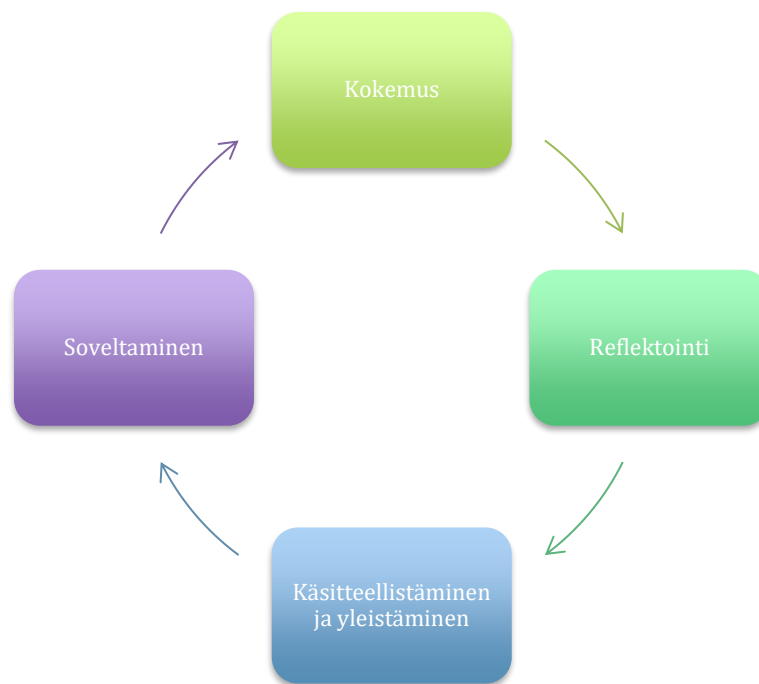 Kokemus
Reflektointi
Käsitteellistäminen
ja yleistäminen
Soveltaminen